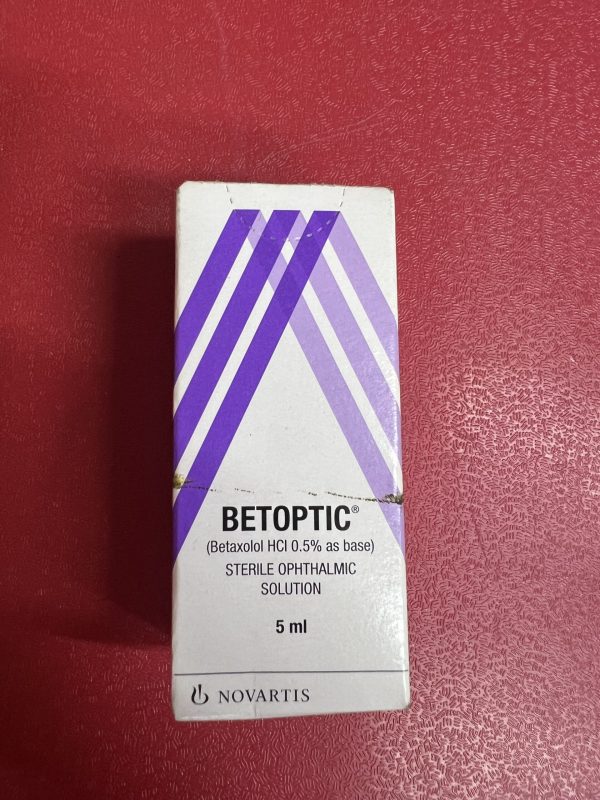 BETOPTIC®
(Betaxolol HCl 0.5% as base)
STERILE OPHTHALMIC
SOLUTION
5 ml
NOVARTIS